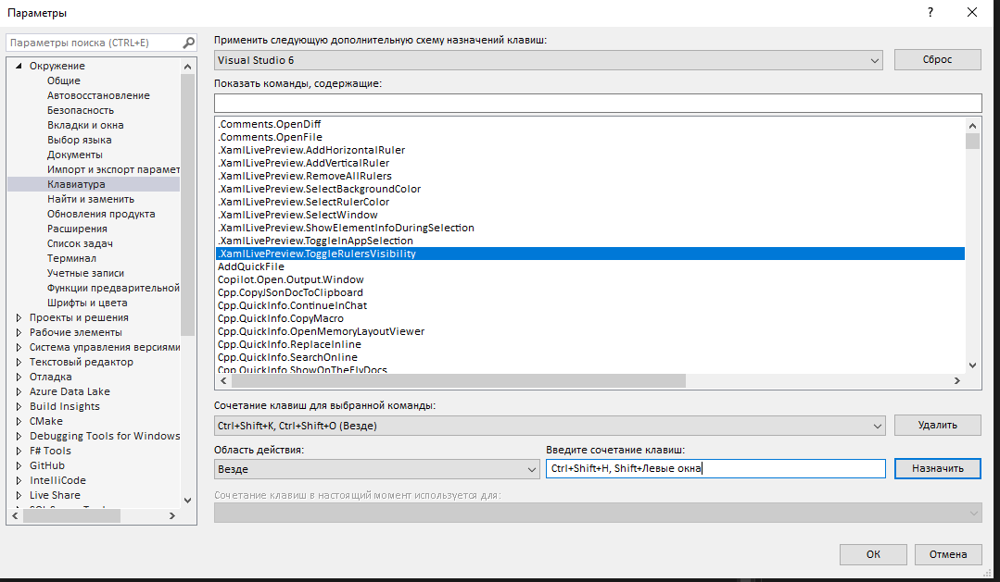 Параметры
?
Параметры поиска (CTRL+E)
Окружение
Общие
Автовосстановление
Безопасность
Вкладки и окна
Выбор языка
Документы
Импорт и экспорт парамет
Клавиатура
Найти и заменить
Обновления продукта
Расширения
Список задач
Терминал
Учетные записи
Функции предварительной
Шрифты и цвета
Проекты и решения
Рабочие элементы
Система управления версиями
Текстовый редактор
Отладка
Azure Data Lake
Build Insights
CMake
Debugging Tools for Windows
F# Tools
GitHub
IntelliCode
Live Share
Применить следующую дополнительную схему назначений клавиш:
Visual Studio 6
Сброс
Показать команды, содержащие:
.Comments.OpenDiff
.Comments.OpenFile
.XamlLivePreview.AddHorizontalRuler
.XamlLivePreview.AddVerticalRuler
.XamlLivePreview.RemoveAllRulers
.XamlLivePreview.SelectBackgroundColor
.XamlLivePreview.SelectRulerColor
.XamlLivePreview.SelectWindow
.XamlLivePreview.ShowElementInfoDuringSelection
.XamlLivePreview.ToggleInAppSelection
.XamlLivePreview.ToggleRulersVisibility
AddQuickFile
Copilot.Open.Output.Window
Cpp.CopyJSonDocToClipboard
Cpp.QuickInfo.ContinueInChat
Cpp.QuickInfo.CopyMacro
Cpp.QuickInfo.OpenMemoryLayoutViewer
Cpp.QuickInfo.ReplaceInline
Cpp.QuickInfo.SearchOnline
Cpp.QuickInfo.ShowOnTheFlyDocs
Сочетание клавиш для выбранной команды:
Ctrl+Shift+K, Ctrl+Shift+O (Везде)
Удалить
Область действия:
Введите сочетание клавиш:
Везде
Ctrl+Shift+H, Shift+Левые окна
Назначить
Сочетание клавиш в настоящий момент используется для:
ОК
Отмена